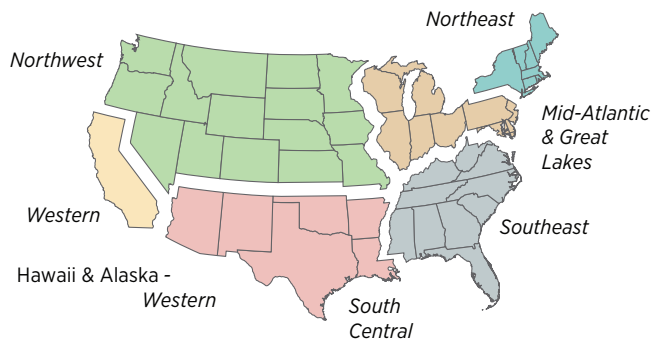 Northeast
Northwest
Mid-Atlantic
& Great
Lakes
Western
Southeast
Hawaii & Alaska -
Western
South
Central